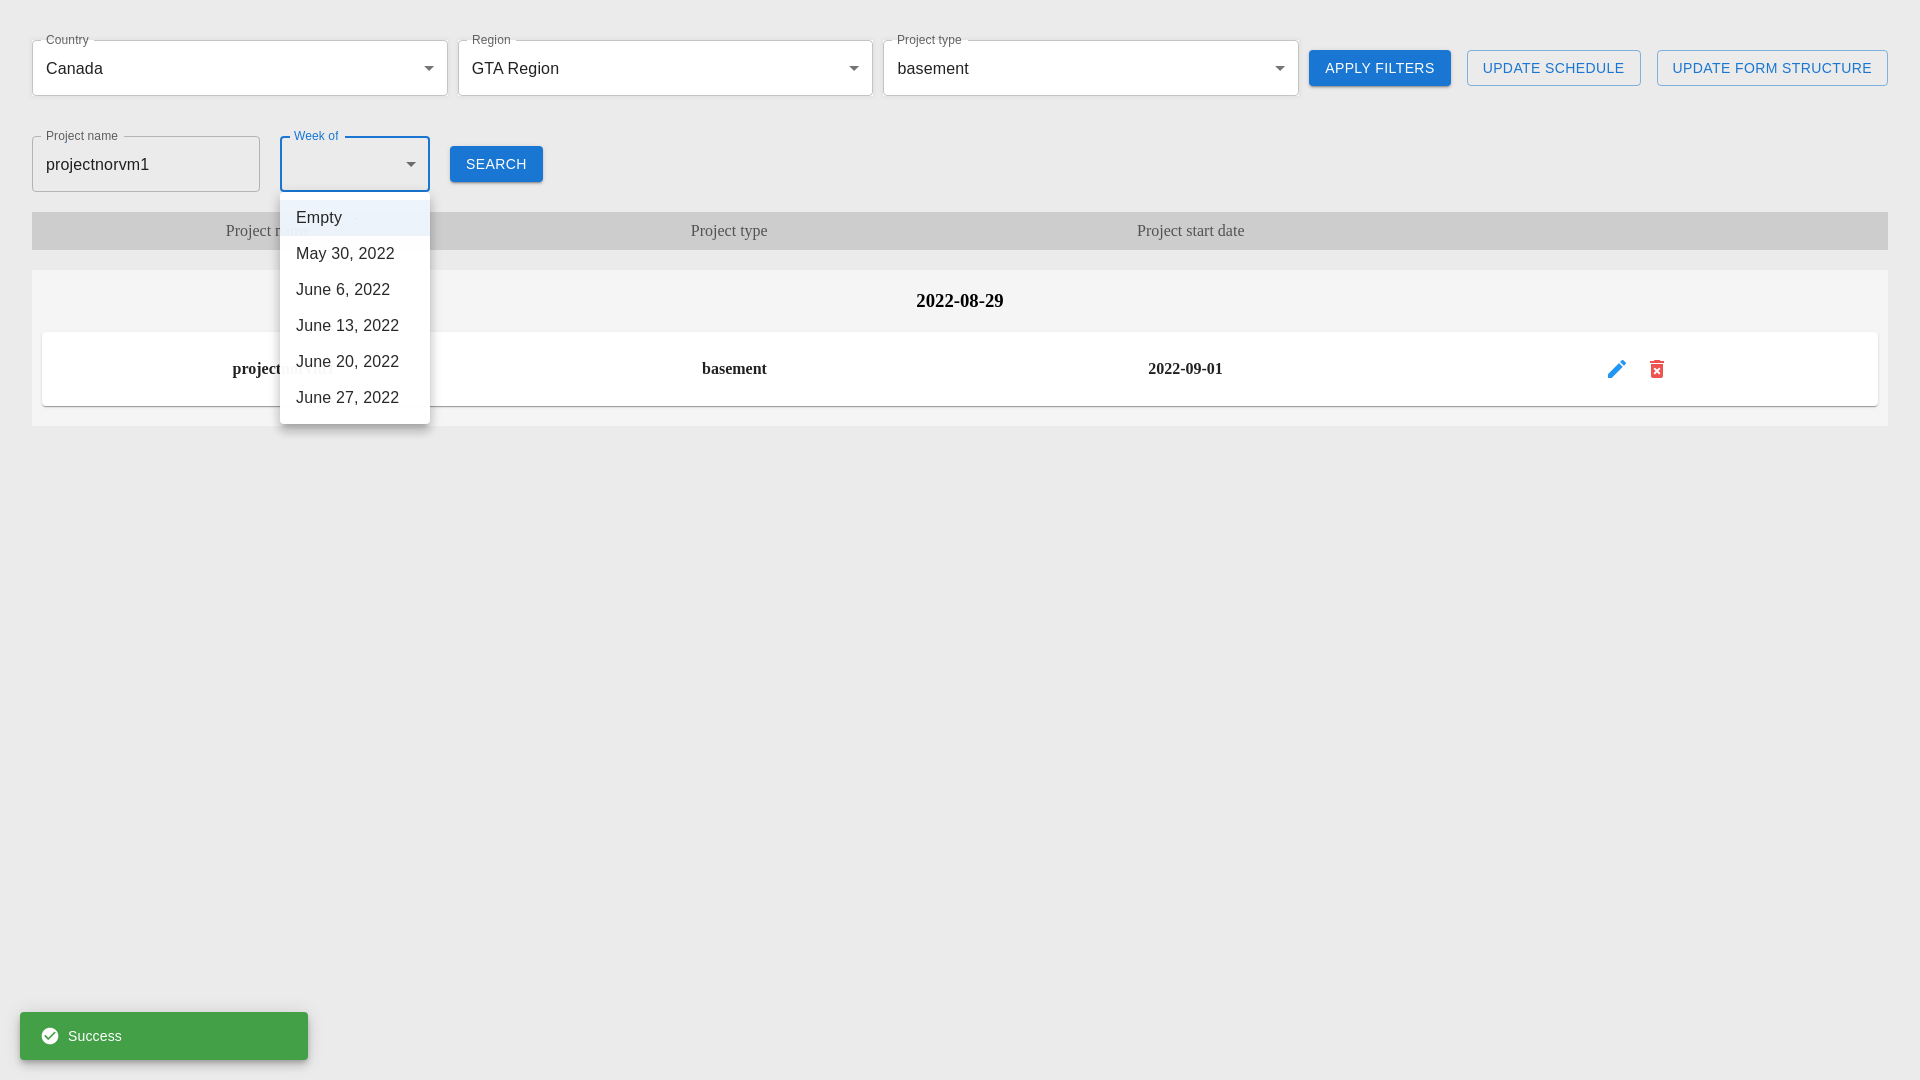 Country
Canada
Region
GTA Region
Project type
basement
APPLY FILTERS
UPDATE SCHEDULE
UPDATE FORM STRUCTURE
Project name
projectnorvm1
Week of
SEARCH
Empty
May 30, 2022
June 6, 2022
June 13, 2022
June 20, 2022
June 27, 2022
Project
Project type
Project start date
2022-08-29
project
basement
2022-09-01
Success